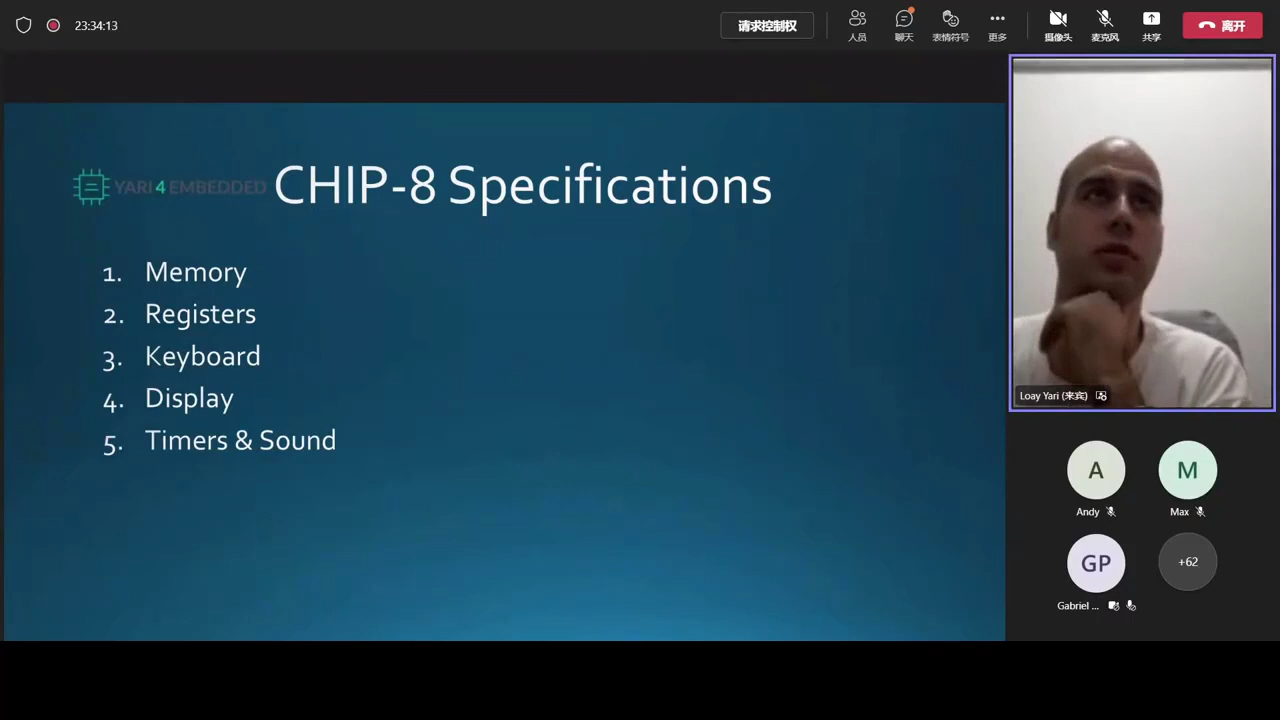 23:34:13
请求控制权
人员
聊天
表情符号
更多
摄像头
麦克风
共享
离开
YARI 4 EMBEDDED
CHIP-8 Specifications
1. Memory
2. Registers
3. Keyboard
4. Display
5. Timers & Sound
Loay Yari (来宾)
A
M
Andy
Max
GP
+62
Gabriel ...